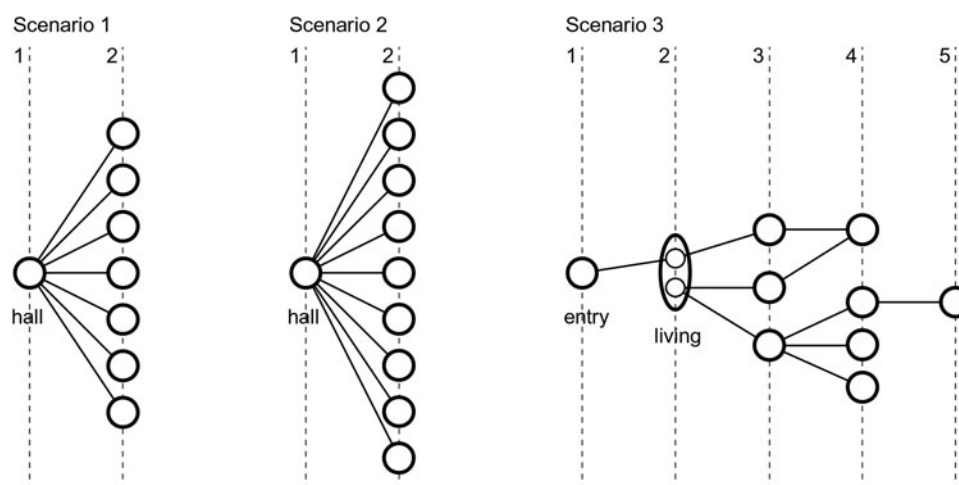 Scenario 1
1 2
hall
Scenario 2
1 2
hall
Scenario 3
1 2 3 4 5
entry
living